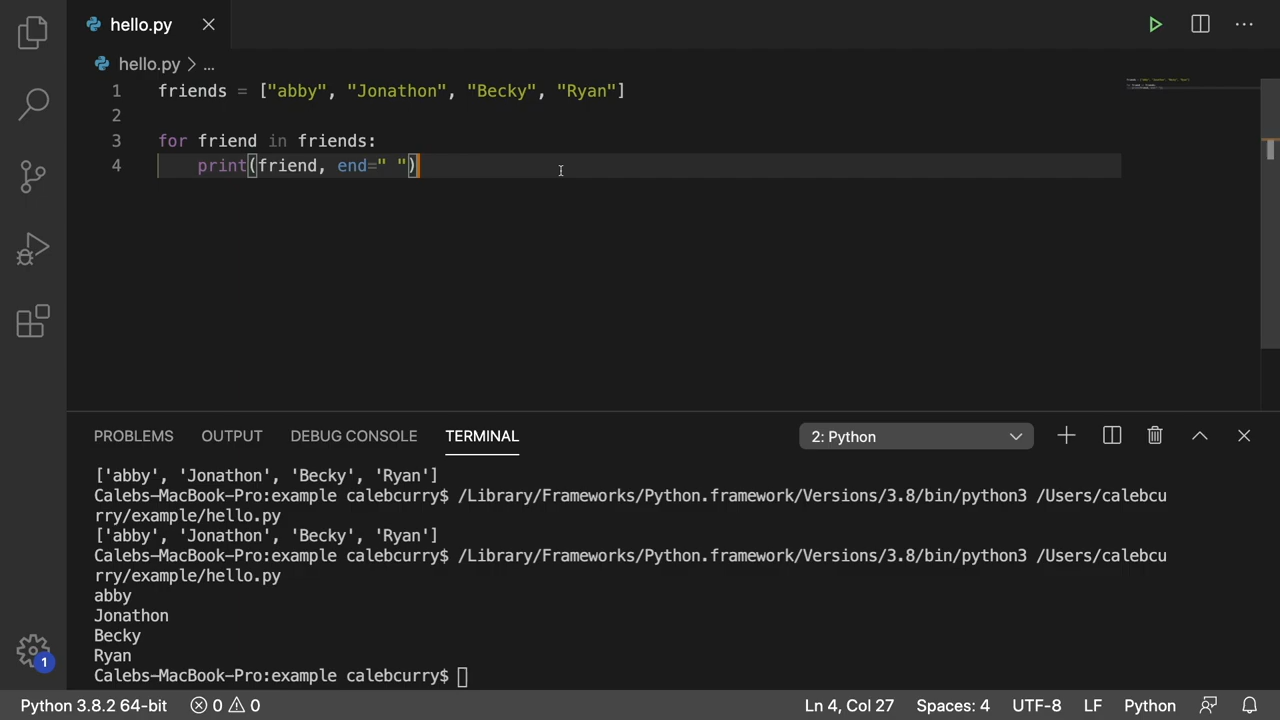 hello.py
hello.py > ...
1 friends = ["abby", "Jonathon", "Becky", "Ryan"]
2
3 for friend in friends:
4     print(friend, end=" ")
PROBLEMS OUTPUT DEBUG CONSOLE TERMINAL 2: Python
['abby', 'Jonathon', 'Becky', 'Ryan']
Calebs-MacBook-Pro:example calebcurry$ /Library/Frameworks/Python.framework/Versions/3.8/bin/python3 /Users/calebcu
rry/example/hello.py
['abby', 'Jonathon', 'Becky', 'Ryan']
Calebs-MacBook-Pro:example calebcurry$ /Library/Frameworks/Python.framework/Versions/3.8/bin/python3 /Users/calebcu
rry/example/hello.py
abby
Jonathon
Becky
Ryan
Calebs-MacBook-Pro:example calebcurry$
1
Python 3.8.2 64-bit 0 0 Ln 4, Col 27 Spaces: 4 UTF-8 LF Python